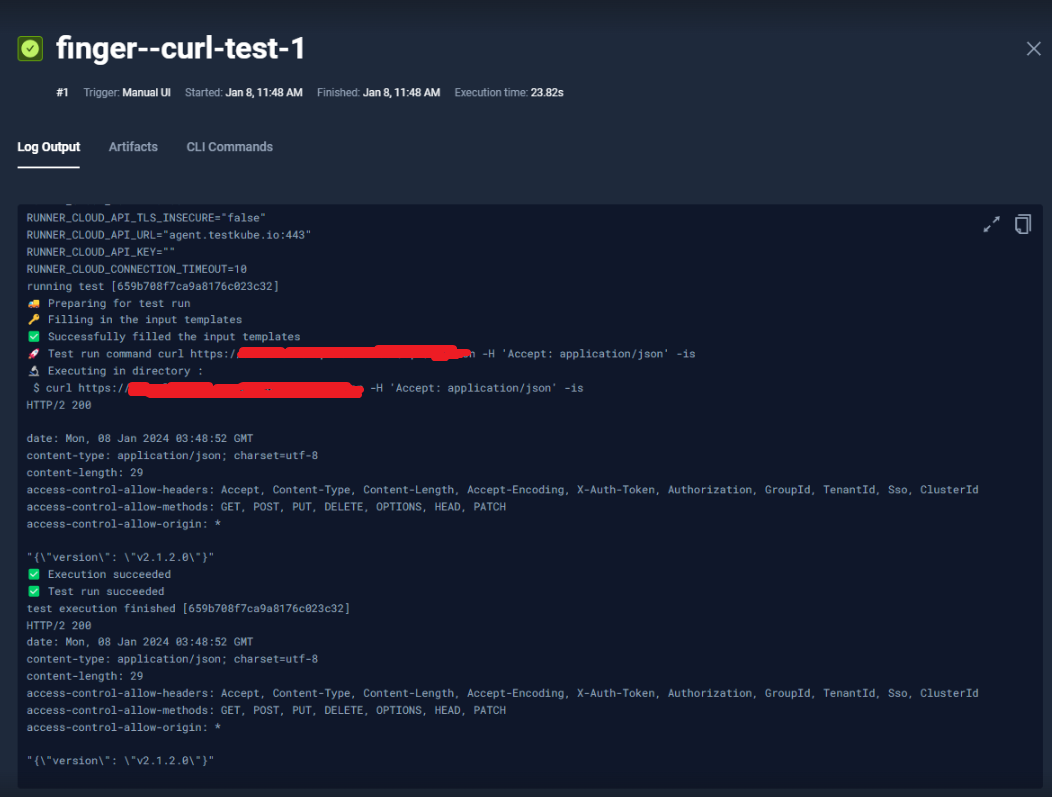 finger--curl-test-1
#1 Trigger: Manual UI Started: Jan 8, 11:48 AM Finished: Jan 8, 11:48 AM Execution time: 23.82s
Log Output Artifacts CLI Commands
RUNNER_CLOUD_API_TLS_INSECURE="false"
RUNNER_CLOUD_API_URL="agent.testkube.io:443"
RUNNER_CLOUD_API_KEY=""
RUNNER_CLOUD_CONNECTION_TIMEOUT=10
running test [659b708f7ca9a8176c023c32]
🚚 Preparing for test run
🔑 Filling in the input templates
✅ Successfully filled the input templates
🚀 Test run command curl https:/ n -H 'Accept: application/json' -is
🔬 Executing in directory :
$ curl https:// -H 'Accept: application/json' -is
HTTP/2 200
date: Mon, 08 Jan 2024 03:48:52 GMT
content-type: application/json; charset=utf-8
content-length: 29
access-control-allow-headers: Accept, Content-Type, Content-Length, Accept-Encoding, X-Auth-Token, Authorization, GroupId, TenantId, Sso, ClusterId
access-control-allow-methods: GET, POST, PUT, DELETE, OPTIONS, HEAD, PATCH
access-control-allow-origin: *
"{\"version\": \"v2.1.2.0\"}"
✅ Execution succeeded
✅ Test run succeeded
test execution finished [659b708f7ca9a8176c023c32]
HTTP/2 200
date: Mon, 08 Jan 2024 03:48:52 GMT
content-type: application/json; charset=utf-8
content-length: 29
access-control-allow-headers: Accept, Content-Type, Content-Length, Accept-Encoding, X-Auth-Token, Authorization, GroupId, TenantId, Sso, ClusterId
access-control-allow-methods: GET, POST, PUT, DELETE, OPTIONS, HEAD, PATCH
access-control-allow-origin: *
"{\"version\": \"v2.1.2.0\"}"